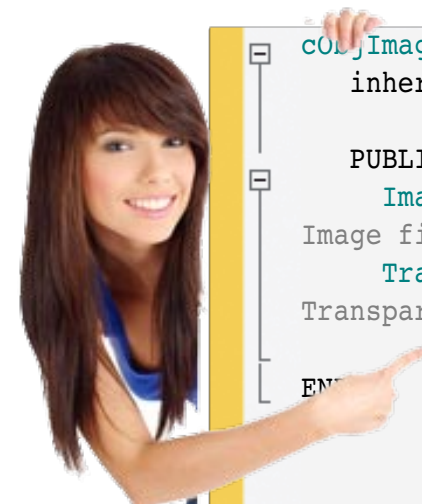 cObjImag
inher
PUBLI
Ima
Image fi
Tra
Transpar
EN